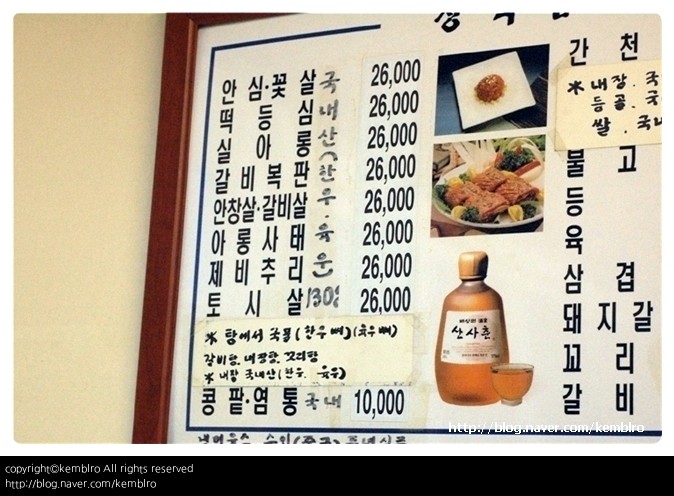 안심·꽃살 26,000
떡등심 26,000
실아롱 26,000
갈비복판 26,000
안창살·갈비살 26,000
아롱사태 26,000
제비추리 26,000
토시살 26,000
국내산(한우·육우)130g
※ 탕에서 국물(한우뼈)(육우뼈)
갈비탕, 내장탕, 꼬리탕
※ 내장 국내산(한우, 육우)
콩팥·염통 국내 10,000
산사춘
간 천
※ 내장. 국
등골. 국
쌀. 국내
물 고
등
육
삼 겹
돼지갈
꼬리
갈비
http://blog.naver.com/kemblro
copyright©kemblro All rights reserved
http://blog.naver.com/kemblro